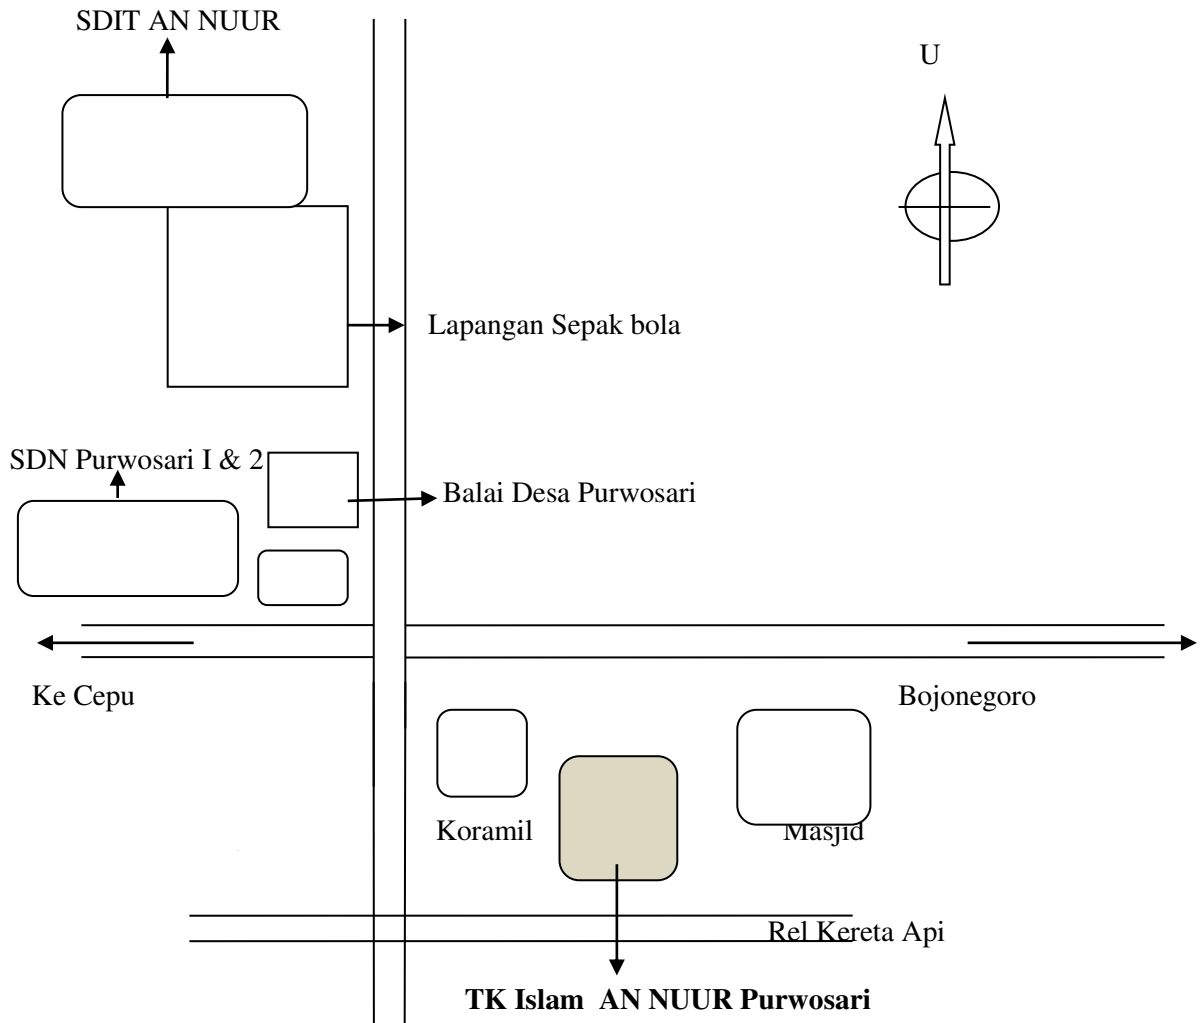 SDIT AN NUUR
U
Lapangan Sepak bola
SDN Purwosari I & 2
Balai Desa Purwosari
Ke Cepu
Bojonegoro
Koramil
Masjid
Rel Kereta Api
TK Islam AN NUUR Purwosari